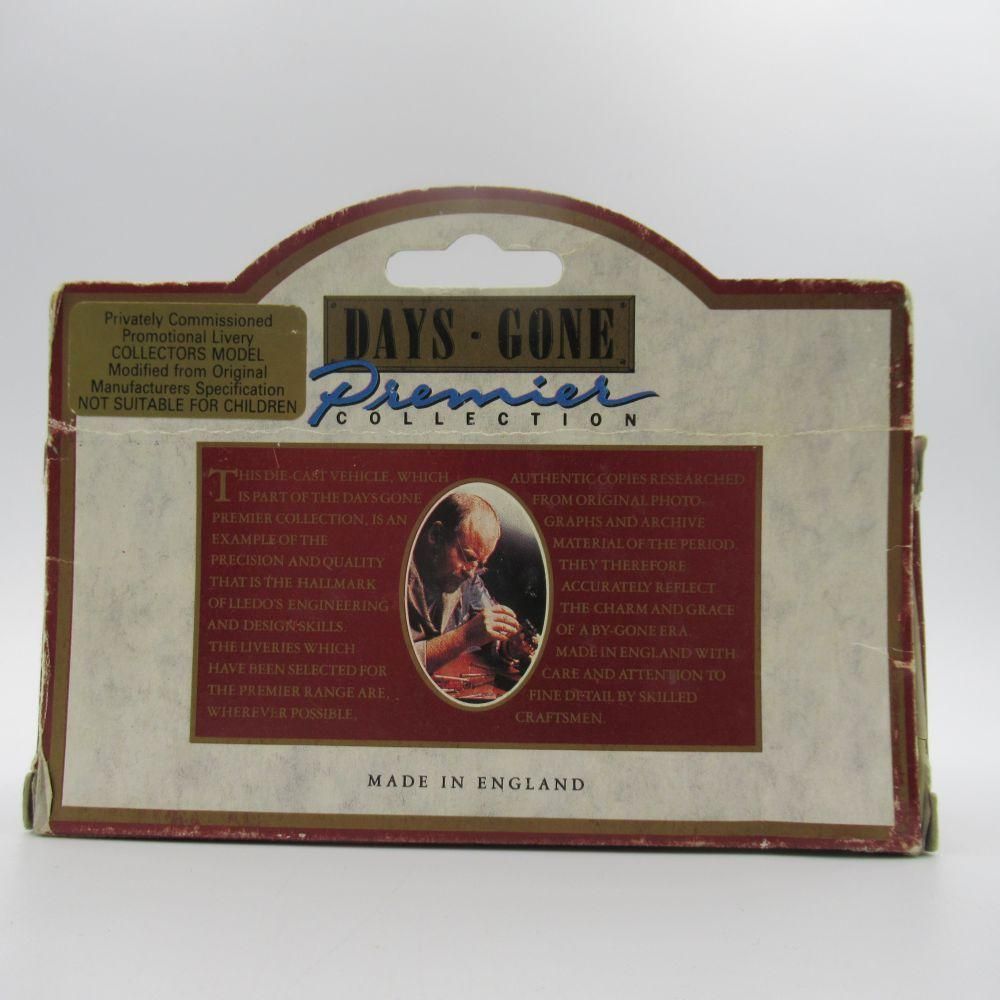 Privately Commissioned
Promotional Livery
COLLECTORS MODEL
Modified from Original
Manufacturers Specification
NOT SUITABLE FOR CHILDREN
DAYS · GONE
Premier
COLLECTION
THIS DIE-CAST VEHICLE, WHICH
IS PART OF THE DAYS GONE
PREMIER COLLECTION, IS AN
EXAMPLE OF THE
PRECISION AND QUALITY
THAT IS THE HALLMARK
OF LLEDO'S ENGINEERING
AND DESIGN SKILLS.
THE LIVERIES WHICH
HAVE BEEN SELECTED FOR
THE PREMIER RANGE ARE,
WHEREVER POSSIBLE,
AUTHENTIC COPIES RESEARCHED
FROM ORIGINAL PHOTO-
GRAPHS AND ARCHIVE
MATERIAL OF THE PERIOD.
THEY THEREFORE
ACCURATELY REFLECT
THE CHARM AND GRACE
OF A BY-GONE ERA.
MADE IN ENGLAND WITH
CARE AND ATTENTION TO
FINE DETAIL BY SKILLED
CRAFTSMEN.
MADE IN ENGLAND